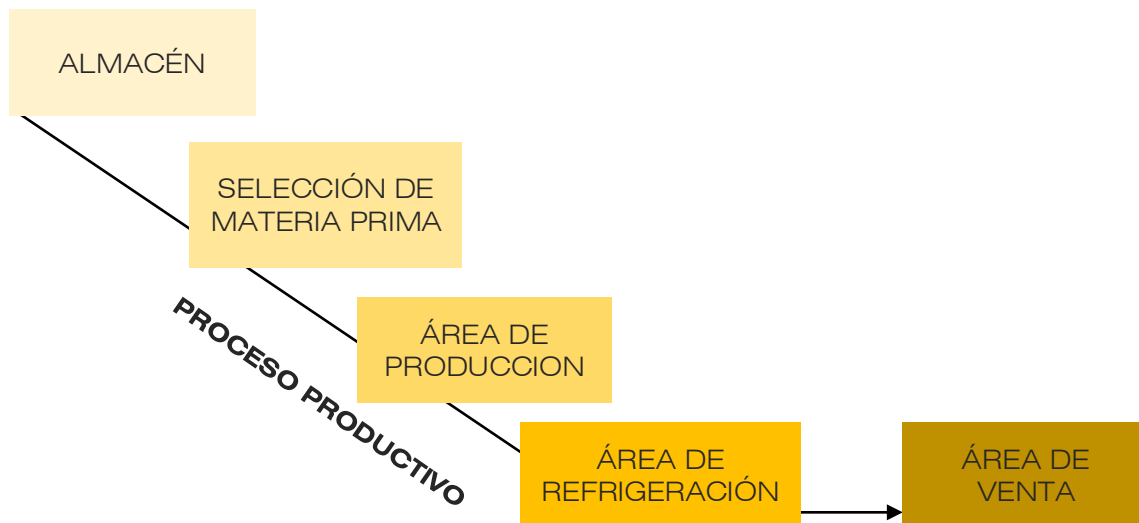 ALMACÉN
SELECCIÓN DE
MATERIA PRIMA
ÁREA DE
PRODUCCION
PROCESO PRODUCTIVO
ÁREA DE
REFRIGERACIÓN
ÁREA DE
VENTA